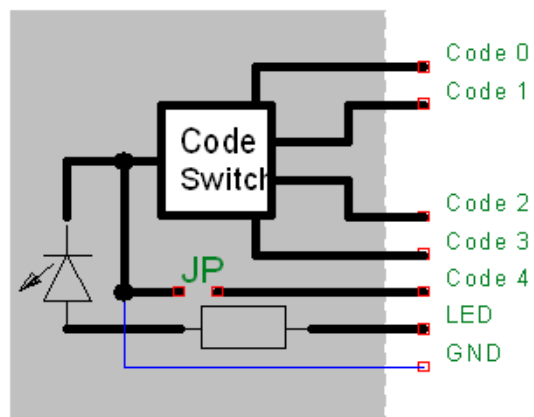 Code 0
Code 1
Code
Switch
Code 2
Code 3
JP
Code 4
LED
GND